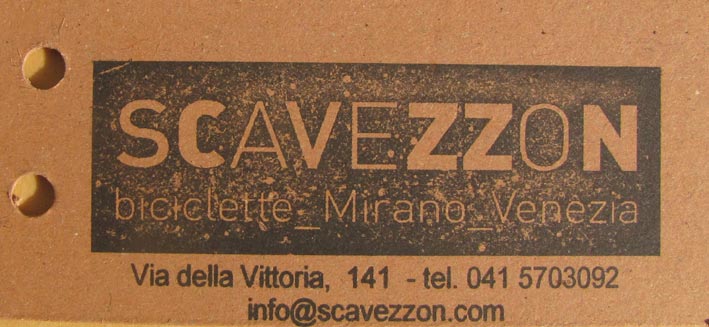 SCAVEZZON
biciclette_Mirano_Venezia
Via della Vittoria, 141 - tel. 041 5703092
info@scavezzon.com